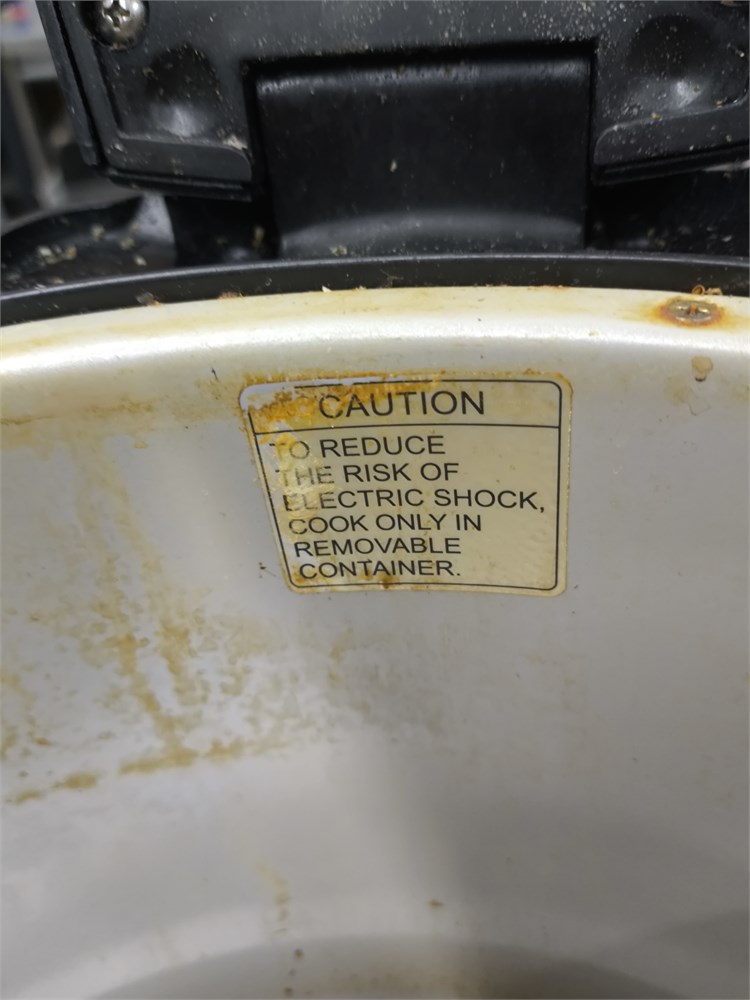 CAUTION
TO REDUCE
THE RISK OF
ELECTRIC SHOCK,
COOK ONLY IN
REMOVABLE
CONTAINER.